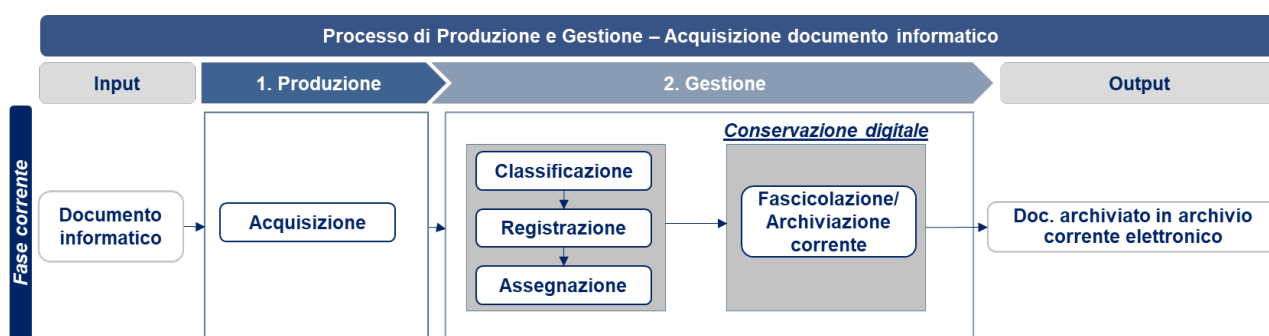 Processo di Produzione e Gestione – Acquisizione documento informatico
Input
1. Produzione
2. Gestione
Output
Fase corrente
Conservazione digitale
Documento
informatico
Acquisizione
Classificazione
Registrazione
Assegnazione
Fascicolazione/
Archiviazione
corrente
Doc. archiviato in archivio
corrente elettronico